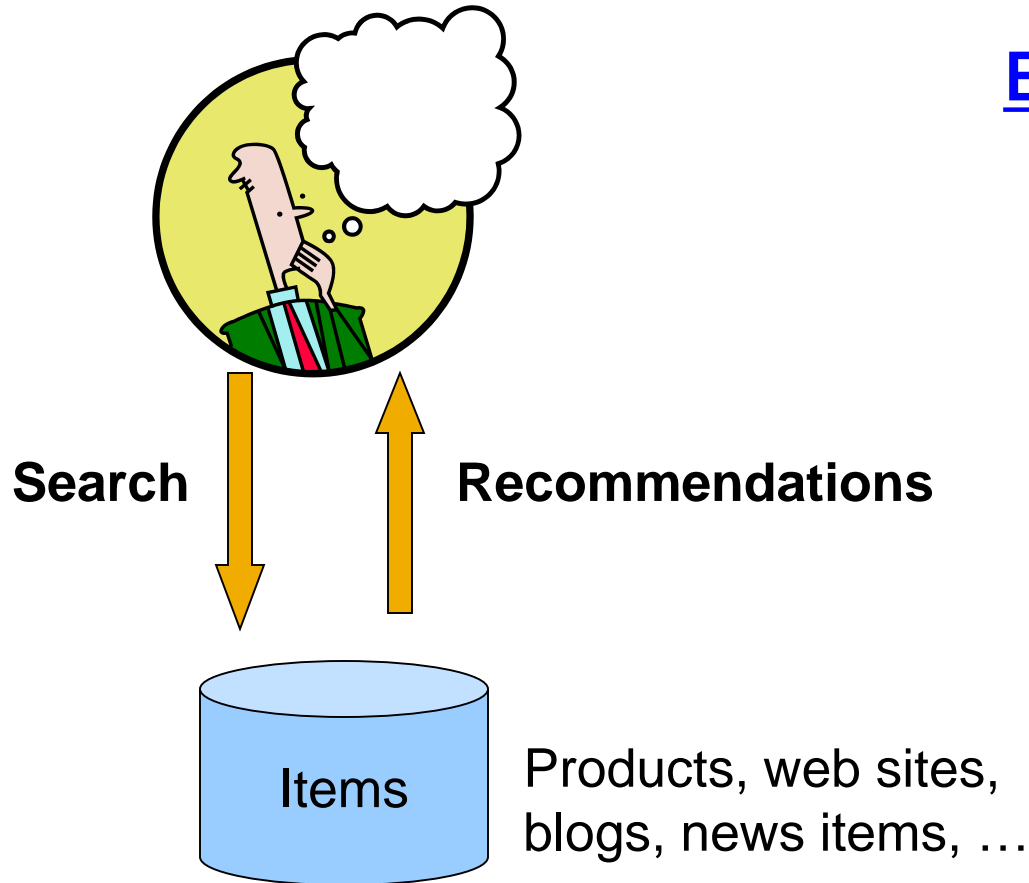 Search
Recommendations
Items
Products, web sites,
blogs, news items, …